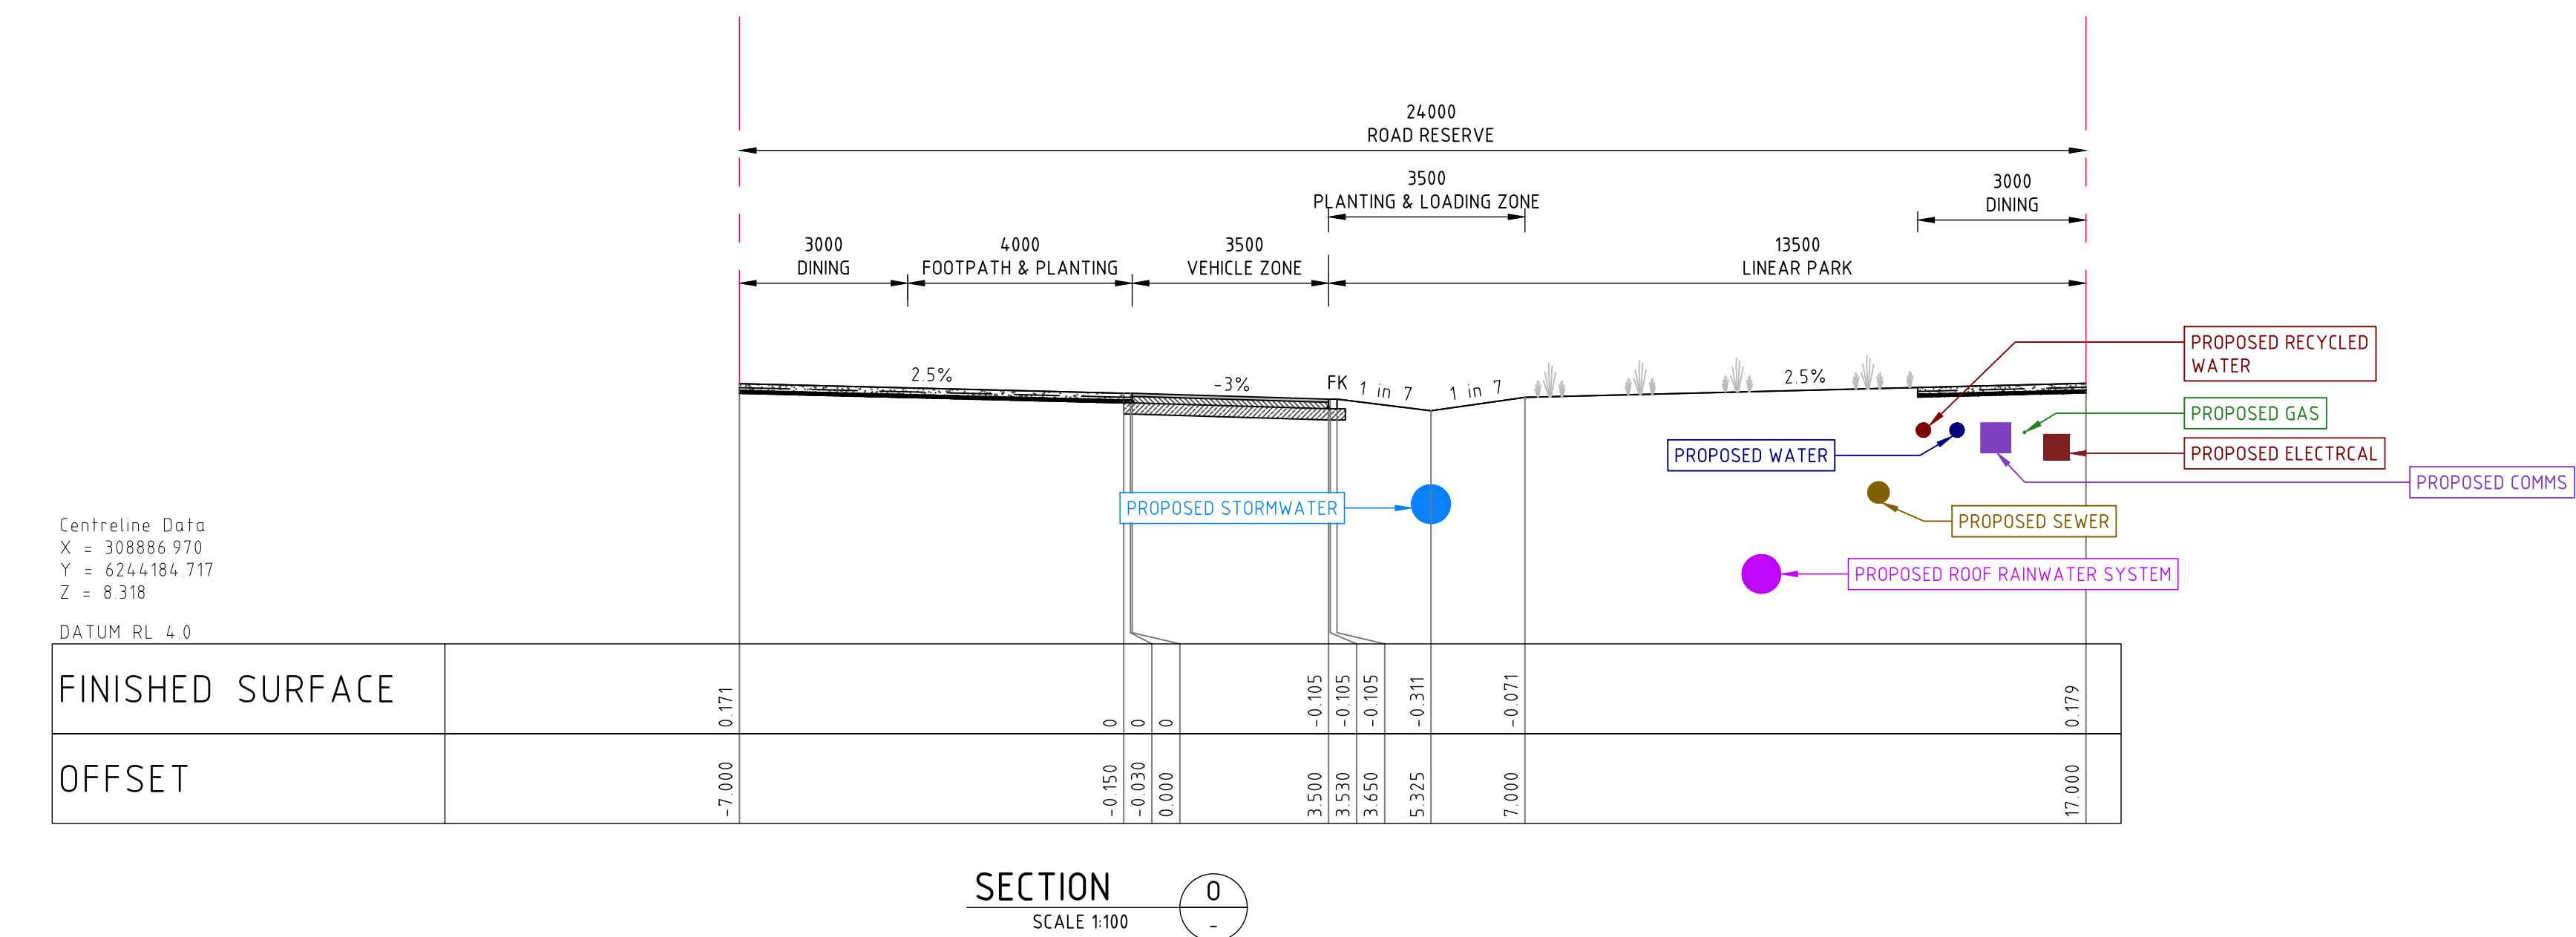 24000
ROAD RESERVE
3500
PLANTING & LOADING ZONE
3000
DINING
3000
DINING
4000
FOOTPATH & PLANTING
3500
VEHICLE ZONE
13500
LINEAR PARK
2.5%
-3%
FK
1 in 7
1 in 7
2.5%
PROPOSED RECYCLED
WATER
PROPOSED GAS
PROPOSED WATER
PROPOSED ELECTRCAL
PROPOSED COMMS
PROPOSED STORMWATER
PROPOSED SEWER
PROPOSED ROOF RAINWATER SYSTEM
Centreline Data
X = 308886.970
Y = 6244184.717
Z = 8.318
DATUM RL 4.0
FINISHED SURFACE
0.171
0
0
0
-0.105
-0.105
-0.105
-0.311
-0.071
0.179
OFFSET
-7.000
-0.150
-0.030
0.000
3.500
3.530
3.650
5.325
7.000
17.000
SECTION
SCALE 1:100
0
-